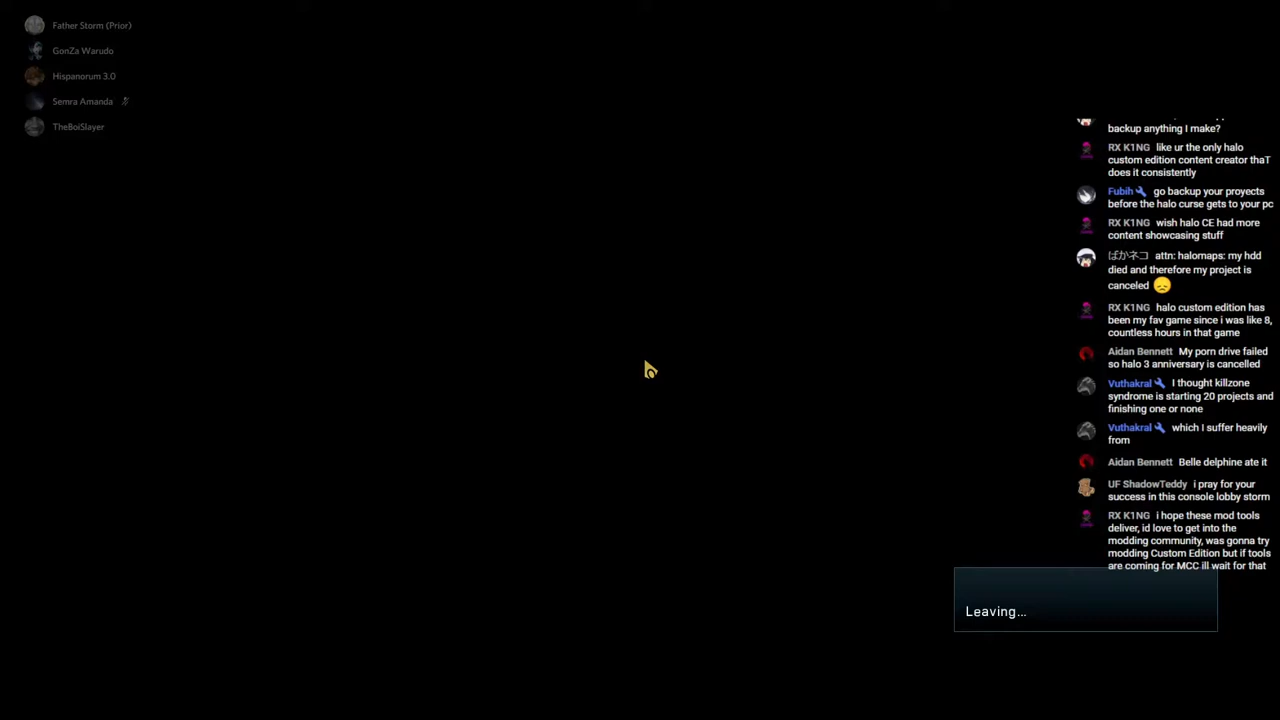 Father Storm (Prior)
GonZa Warudo
Hispanorum 3.0
Semra Amanda
TheBoiSlayer
backup anything I make?
RX K1NG like ur the only halo
custom edition content creator thaT
does it consistently
Fubih go backup your proyects
before the halo curse gets to your pc
RX K1NG wish halo CE had more
content showcasing stuff
ばかネコ attn: halomaps: my hdd
died and therefore my project is
canceled 😞
RX K1NG halo custom edition has
been my fav game since i was like 8,
countless hours in that game
Aidan Bennett My porn drive failed
so halo 3 anniversary is cancelled
Vuthakral I thought killzone
syndrome is starting 20 projects and
finishing one or none
Vuthakral which I suffer heavily
from
Aidan Bennett Belle delphine ate it
UF ShadowTeddy i pray for your
success in this console lobby storm
RX K1NG i hope these mod tools
deliver, id love to get into the
modding community, was gonna try
modding Custom Edition but if tools
are coming for MCC ill wait for that
Leaving...